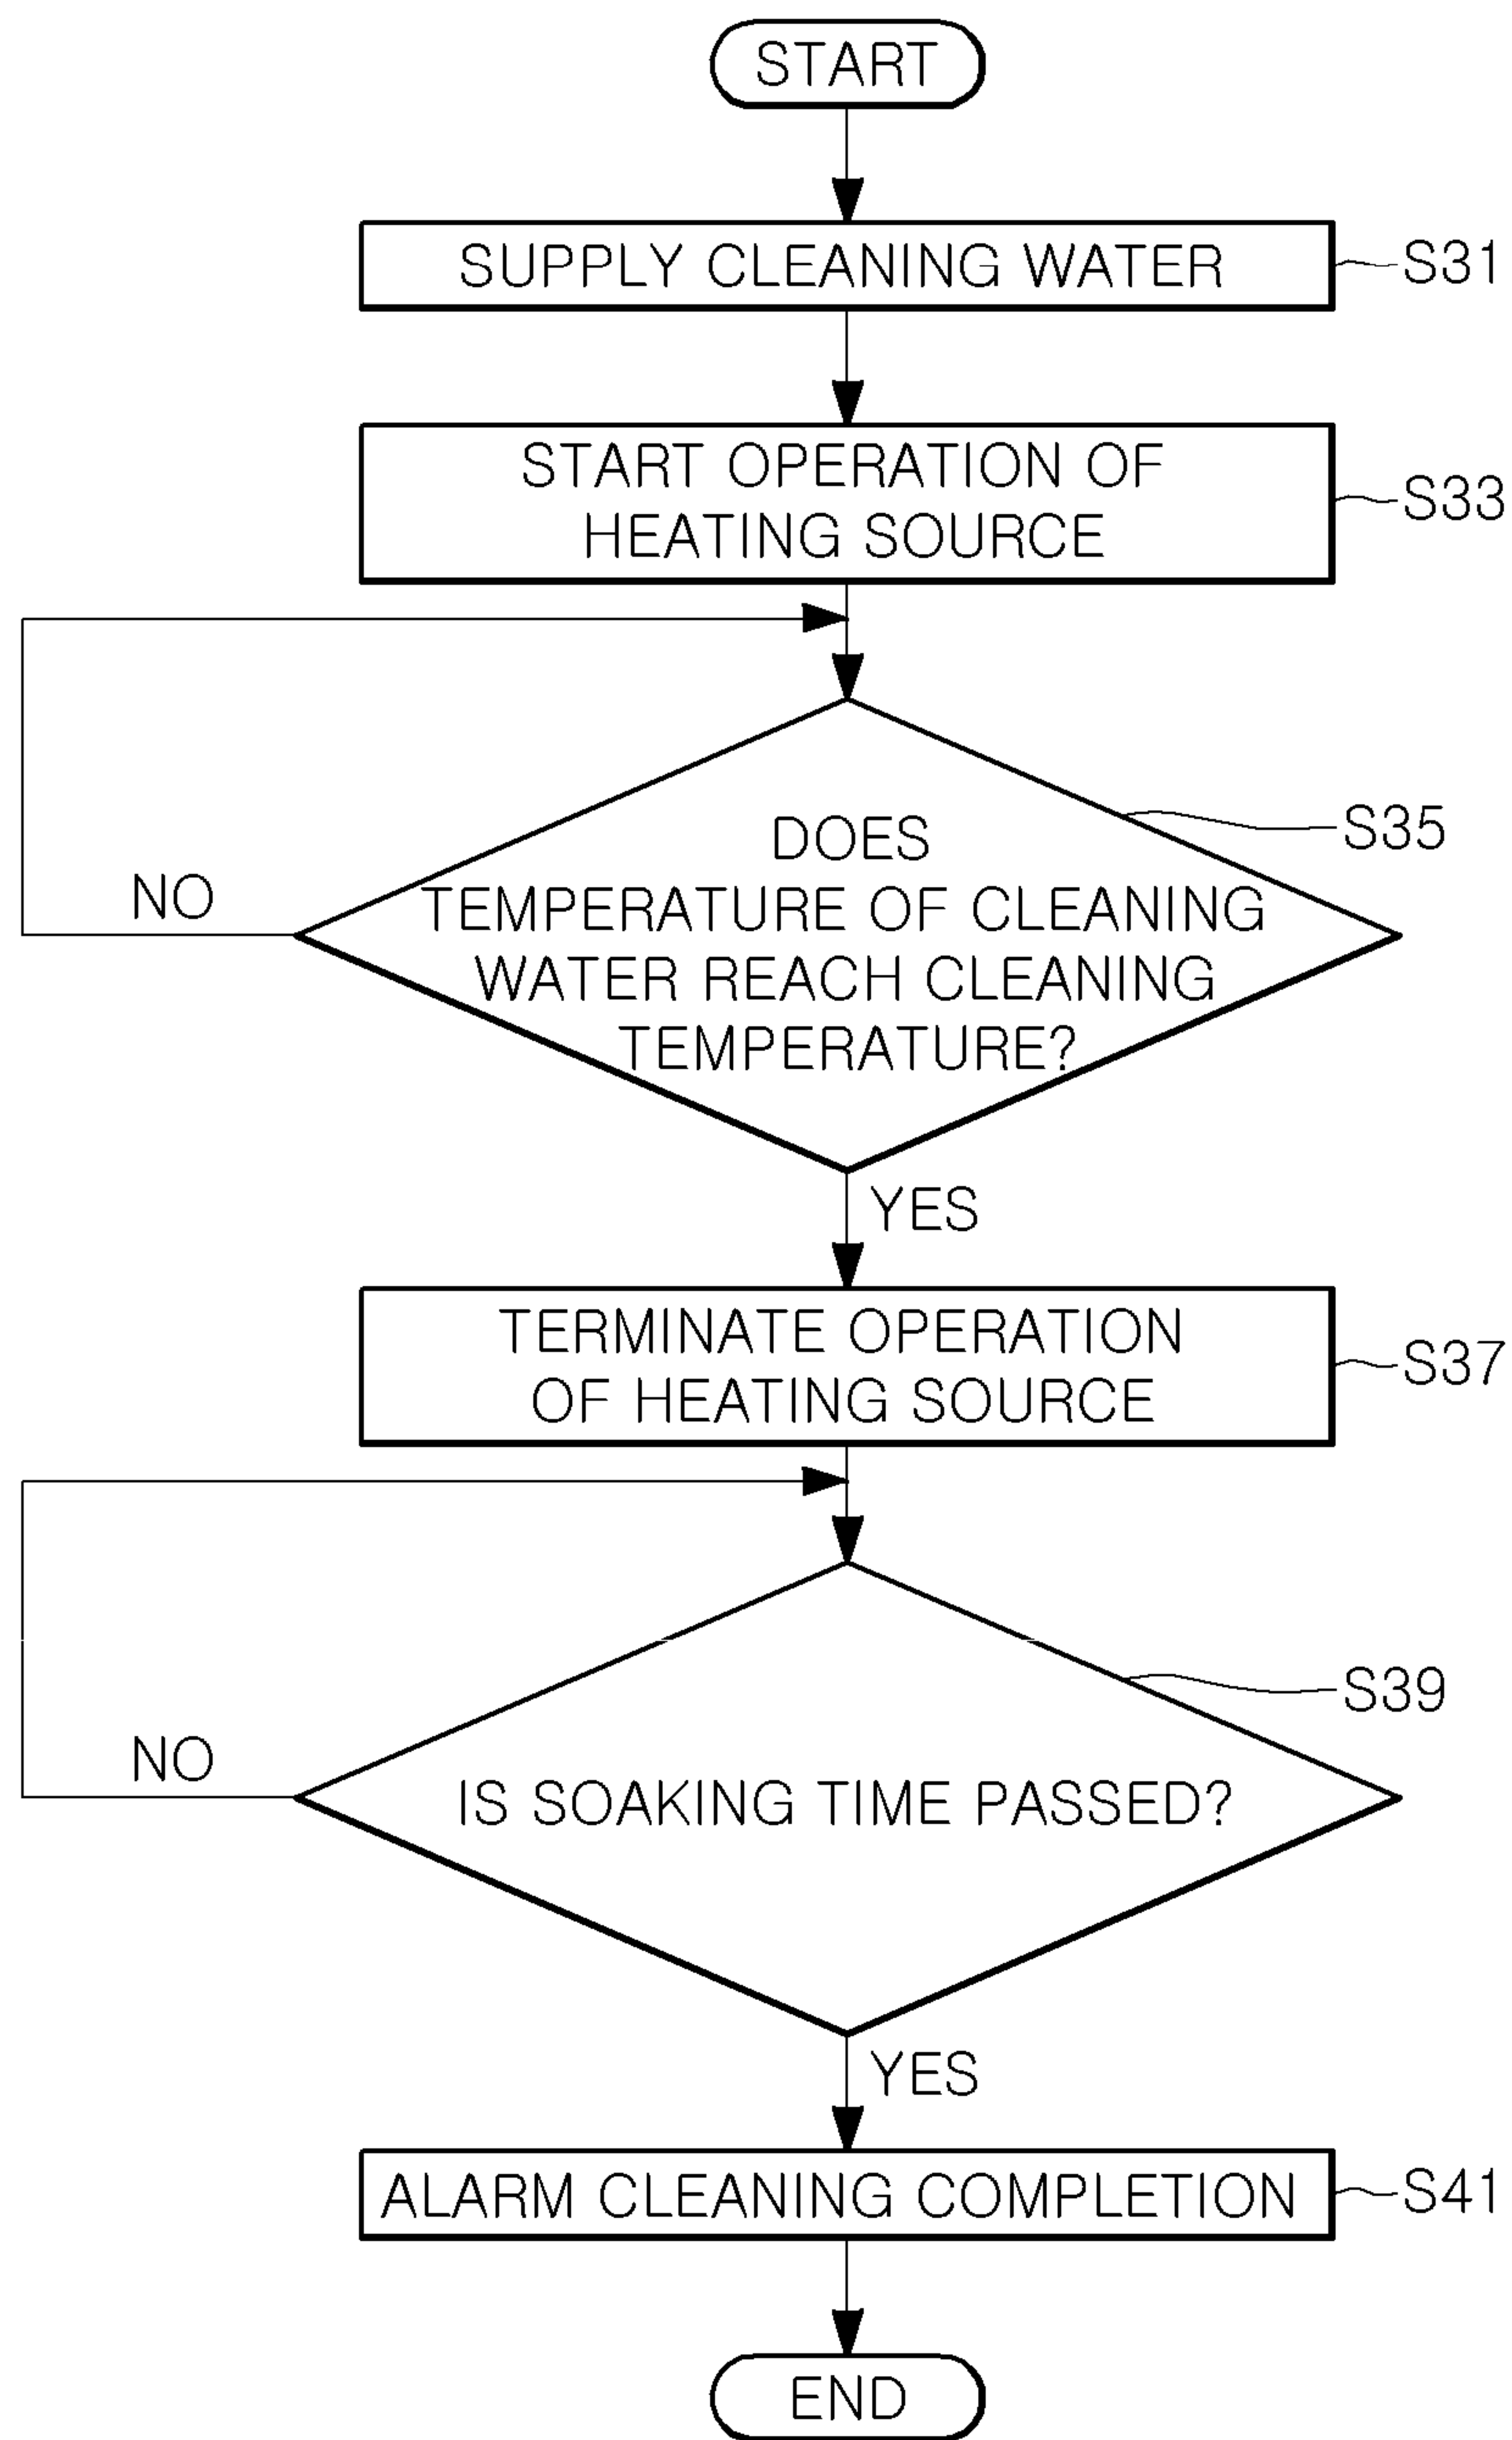 START
SUPPLY CLEANING WATER
S31
START OPERATION OF
HEATING SOURCE
S33
DOES
TEMPERATURE OF CLEANING
WATER REACH CLEANING
TEMPERATURE?
S35
NO
YES
TERMINATE OPERATION
OF HEATING SOURCE
S37
IS SOAKING TIME PASSED?
S39
NO
YES
ALARM CLEANING COMPLETION
S41
END